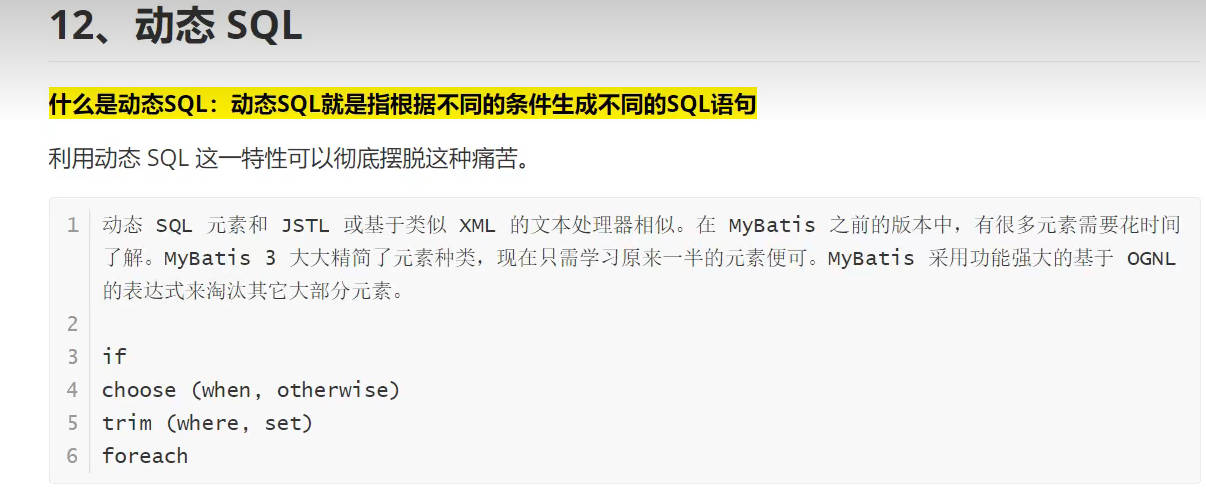 12、动态 SQL
什么是动态SQL：动态SQL就是指根据不同的条件生成不同的SQL语句
利用动态 SQL 这一特性可以彻底摆脱这种痛苦。
1 动态 SQL 元素和 JSTL 或基于类似 XML 的文本处理器相似。在 MyBatis 之前的版本中，有很多元素需要花时间
了解。MyBatis 3 大大精简了元素种类，现在只需学习原来一半的元素便可。MyBatis 采用功能强大的基于 OGNL
的表达式来淘汰其它大部分元素。
2
3 if
4 choose (when, otherwise)
5 trim (where, set)
6 foreach